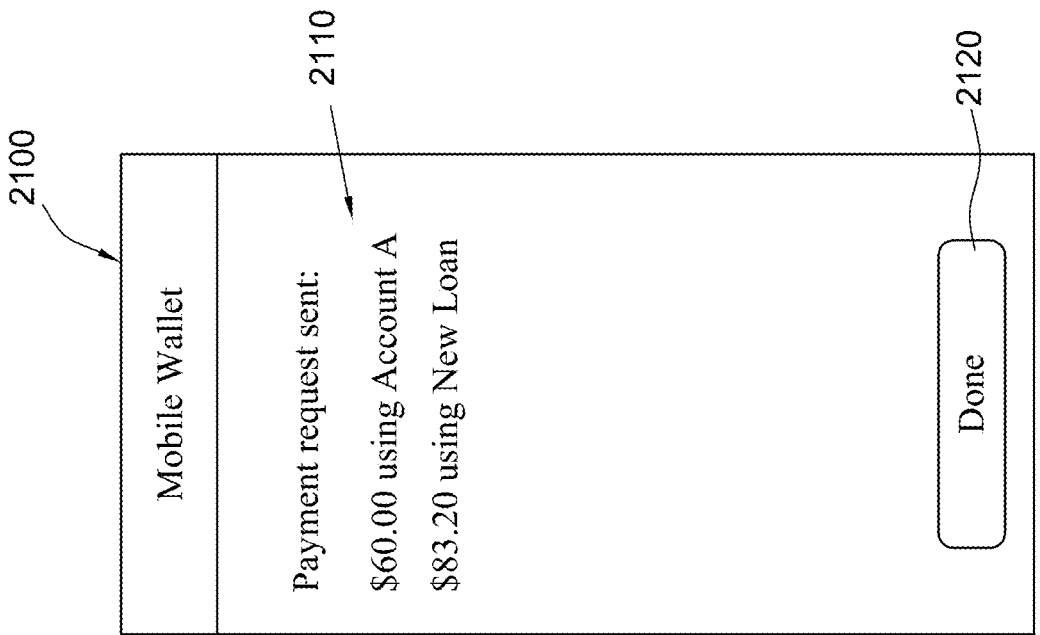 2100
Mobile Wallet
Payment request sent:
2110
$60.00 using Account A
$83.20 using New Loan
Done
2120